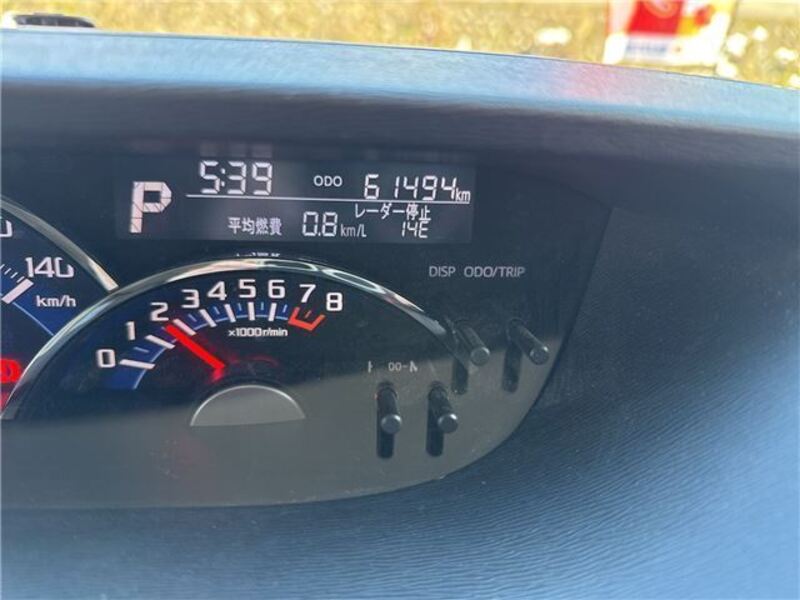 5:39 ODO 61494km
P
レーダー停止
平均燃費 0.8km/L 14E
140
km/h
DISP ODO/TRIP
0 1 2 3 4 5 6 7 8
×1000r/min